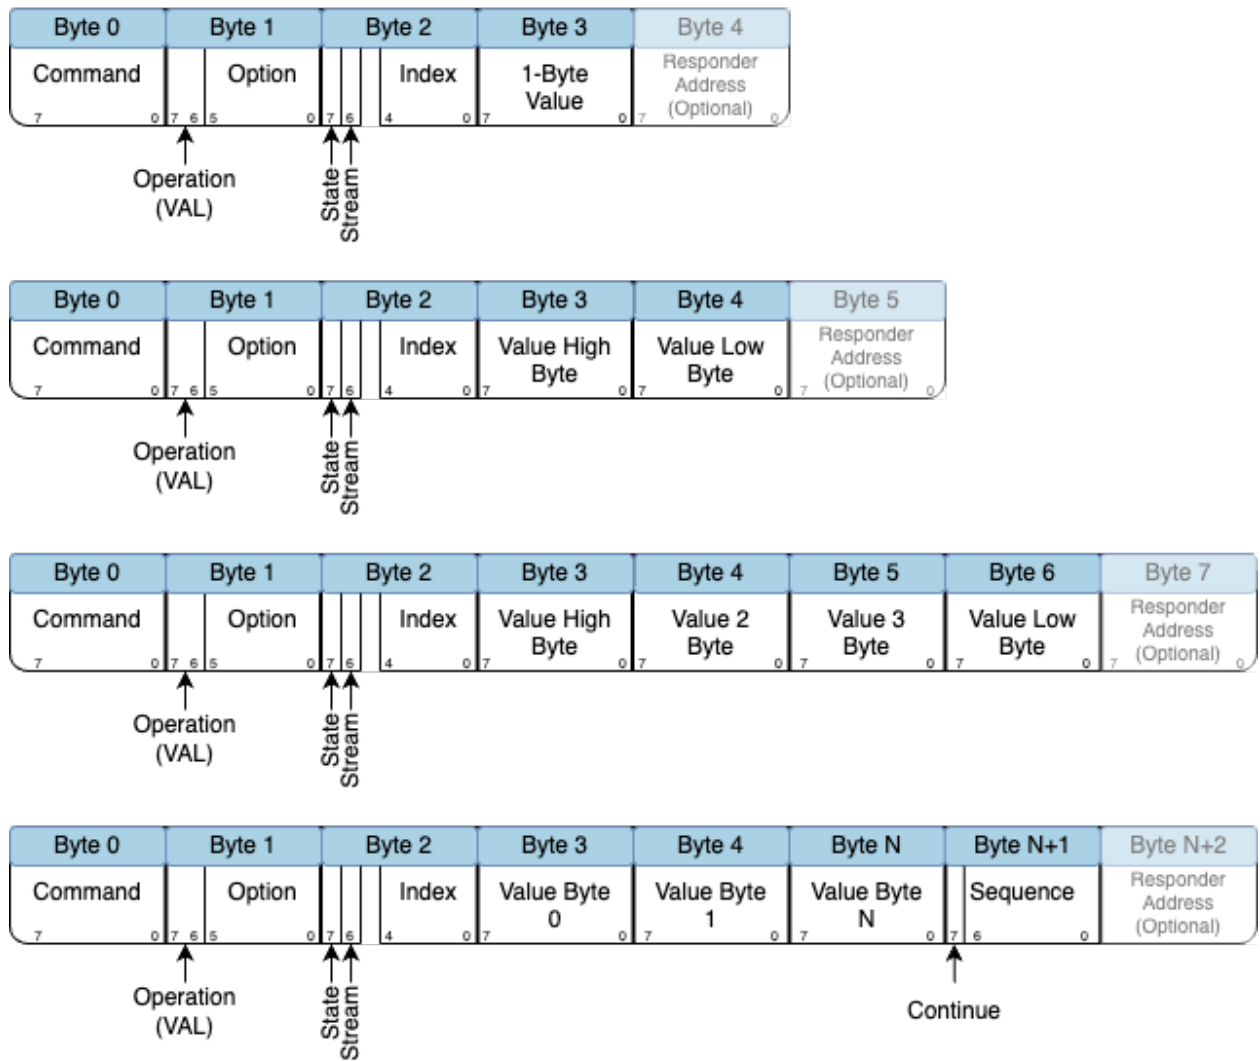 Byte 0 Byte 1 Byte 2 Byte 3 Byte 4
Command Option Index 1-Byte Value Responder Address (Optional)
7 0 7 6 5 0 7 6 4 0 7 0 7 0
Operation (VAL) State Stream
Byte 0 Byte 1 Byte 2 Byte 3 Byte 4 Byte 5
Command Option Index Value High Byte Value Low Byte Responder Address (Optional)
7 0 7 6 5 0 7 6 4 0 7 0 7 0 7 0
Operation (VAL) State Stream
Byte 0 Byte 1 Byte 2 Byte 3 Byte 4 Byte 5 Byte 6 Byte 7
Command Option Index Value High Byte Value 2 Byte Value 3 Byte Value Low Byte Responder Address (Optional)
7 0 7 6 5 0 7 6 4 0 7 0 7 0 7 0 7 0 7 0
Operation (VAL) State Stream
Byte 0 Byte 1 Byte 2 Byte 3 Byte 4 Byte N Byte N+1 Byte N+2
Command Option Index Value Byte 0 Value Byte 1 Value Byte N Sequence Responder Address (Optional)
7 0 7 6 5 0 7 6 4 0 7 0 7 0 7 0 7 6 0
Operation (VAL) State Stream Continue